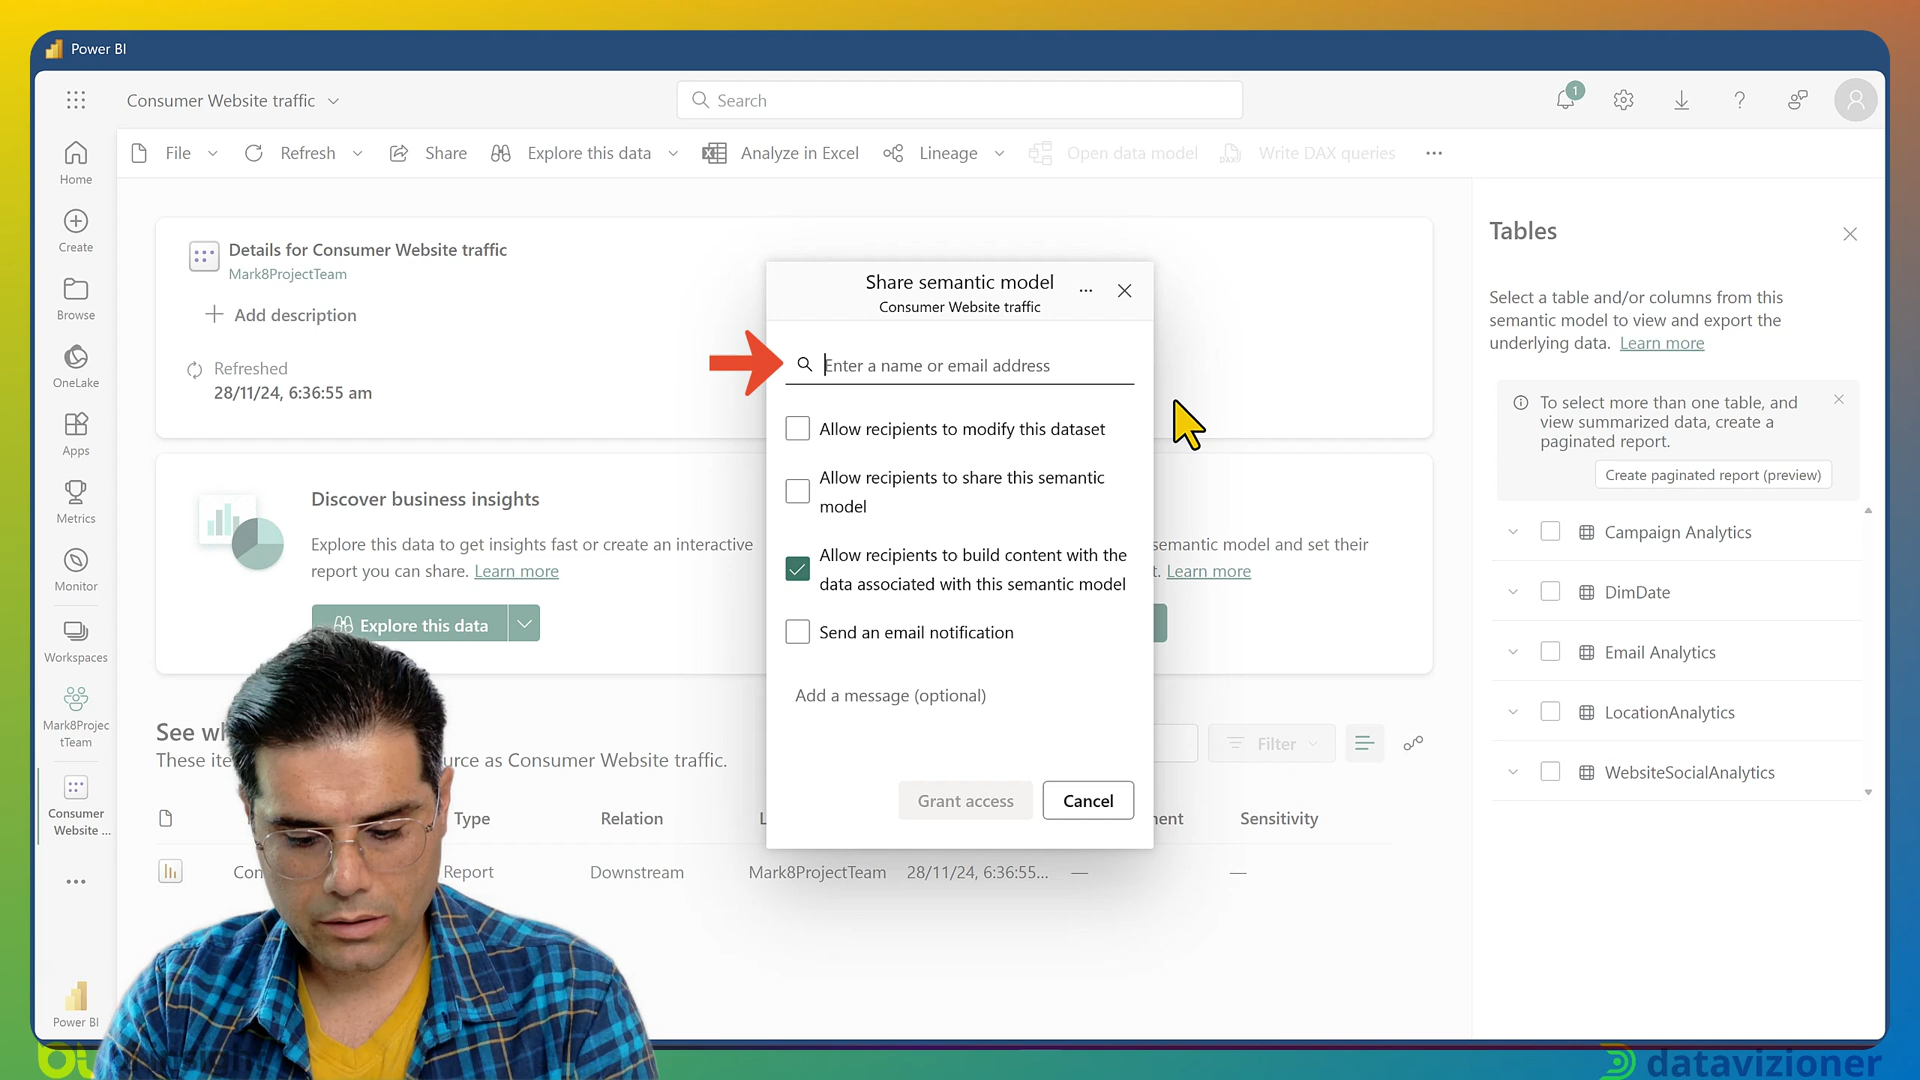 Power BI
Consumer Website traffic
Search
1
File
Refresh
Share
Explore this data
Analyze in Excel
Lineage
Open data model
Write DAX queries
Home
Create
Browse
OneLake
Apps
Metrics
Monitor
Workspaces
Mark8Projec
tTeam
Consumer
Website ...
Power BI
Details for Consumer Website traffic
Mark8ProjectTeam
Add description
Refreshed
28/11/24, 6:36:55 am
Discover business insights
Explore this data to get insights fast or create an interactive
report you can share. Learn more
Explore this data
semantic model and set their
Learn more
Share semantic model
Consumer Website traffic
Enter a name or email address
Allow recipients to modify this dataset
Allow recipients to share this semantic
model
Allow recipients to build content with the
data associated with this semantic model
Send an email notification
Add a message (optional)
Grant access
Cancel
See
These
as Consumer Website traffic.
Filter
Type
Relation
Sensitivity
Report
Downstream
Mark8ProjectTeam
28/11/24, 6:36:55...
—
—
Tables
Select a table and/or columns from this
semantic model to view and export the
underlying data. Learn more
To select more than one table, and
view summarized data, create a
paginated report.
Create paginated report (preview)
Campaign Analytics
DimDate
Email Analytics
LocationAnalytics
WebsiteSocialAnalytics
datavizioner